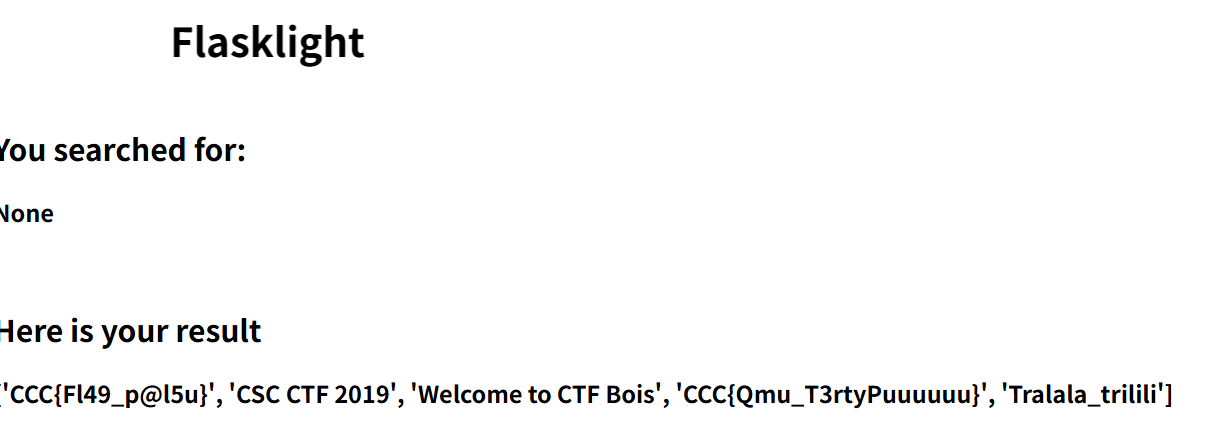 Flasklight
You searched for:
None
Here is your result
['CCC{Fl49_p@l5u}', 'CSC CTF 2019', 'Welcome to CTF Bois', 'CCC{Qmu_T3rtyPuuuuuu}', 'Tralala_trilili']